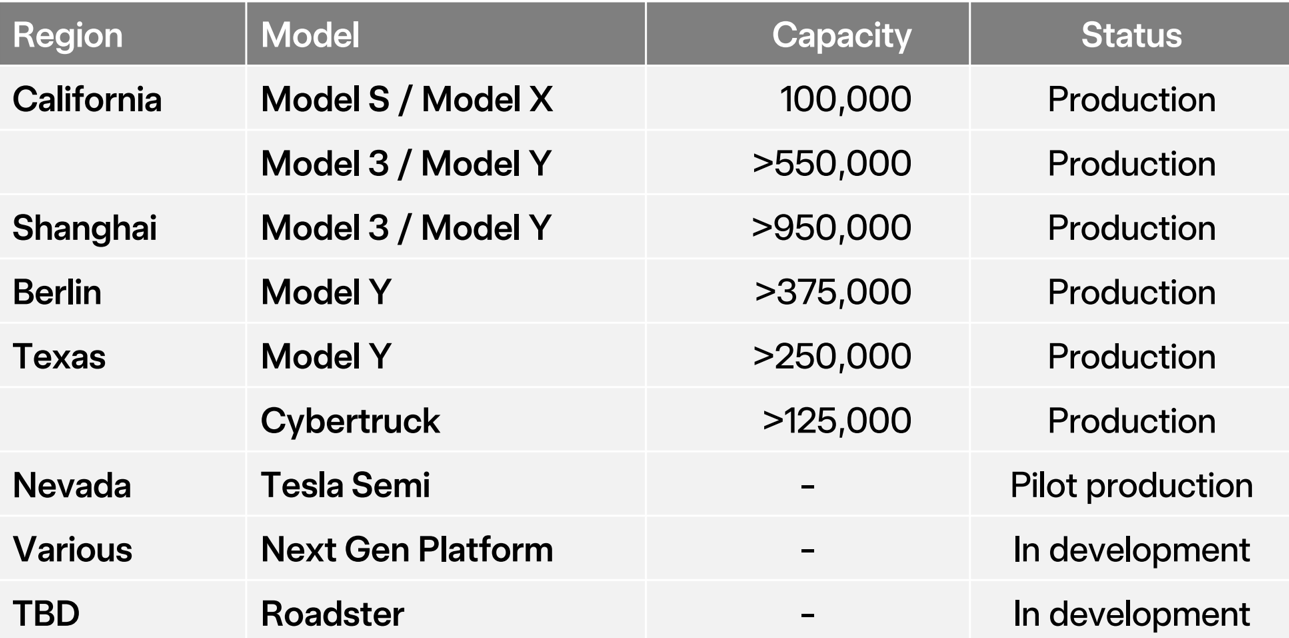 Region Model Capacity Status
California Model S / Model X 100,000 Production
Model 3 / Model Y >550,000 Production
Shanghai Model 3 / Model Y >950,000 Production
Berlin Model Y >375,000 Production
Texas Model Y >250,000 Production
Cybertruck >125,000 Production
Nevada Tesla Semi - Pilot production
Various Next Gen Platform - In development
TBD Roadster - In development